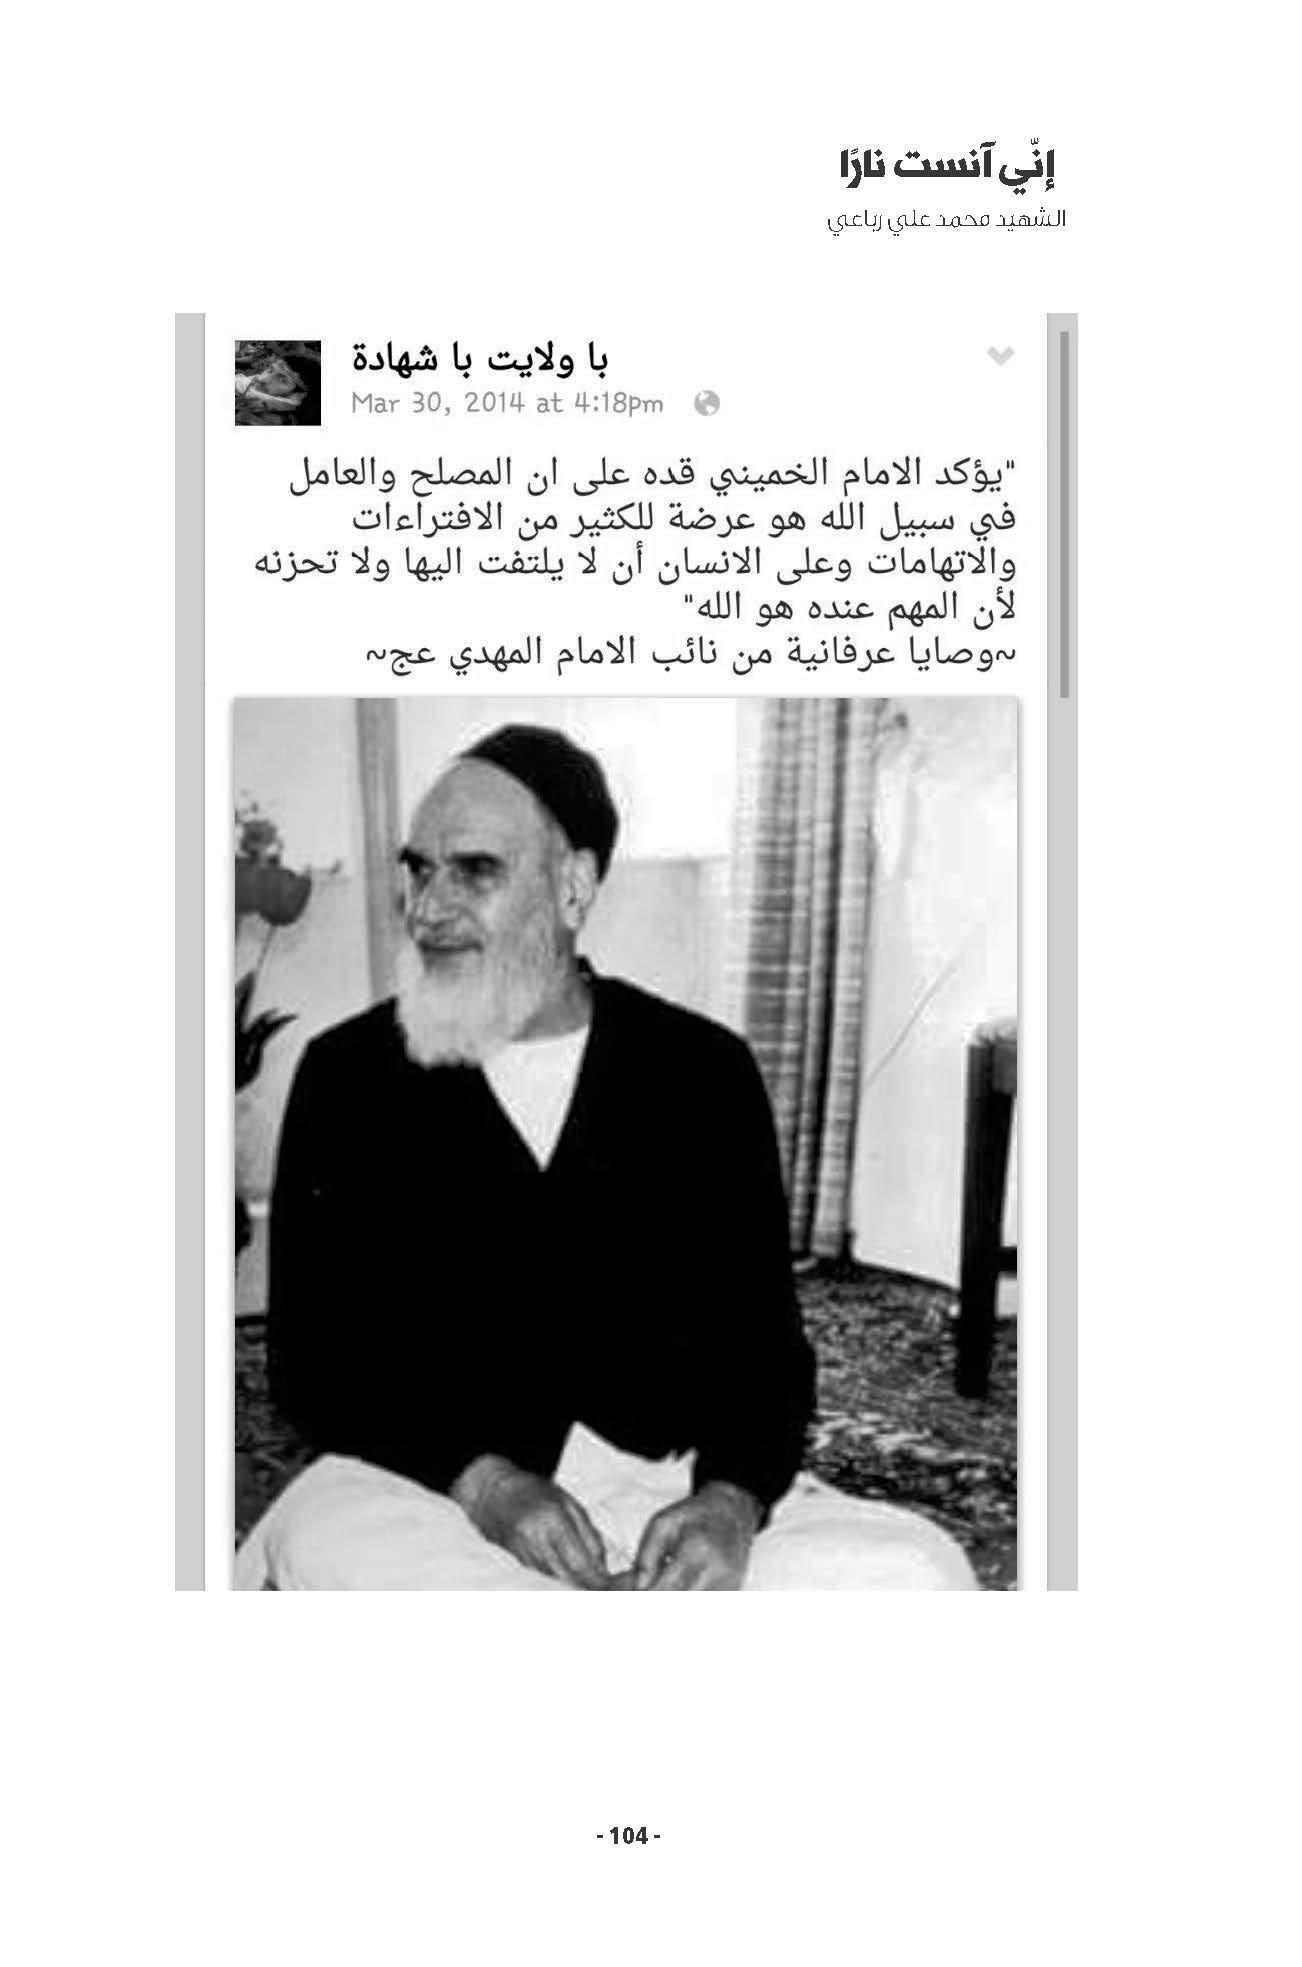 إنّي آنست نارًا
الشهيد محمد علي رباعي
با ولايت با شهادة
Mar 30, 2014 at 4:18pm
"يؤكد الامام الخميني قده على ان المصلح والعامل
في سبيل الله هو عرضة للكثير من الافتراءات
والاتهامات وعلى الانسان أن لا يلتفت اليها ولا تحزنه
لأن المهم عنده هو الله"
~وصايا عرفانية من نائب الامام المهدي عج~
- 104 -